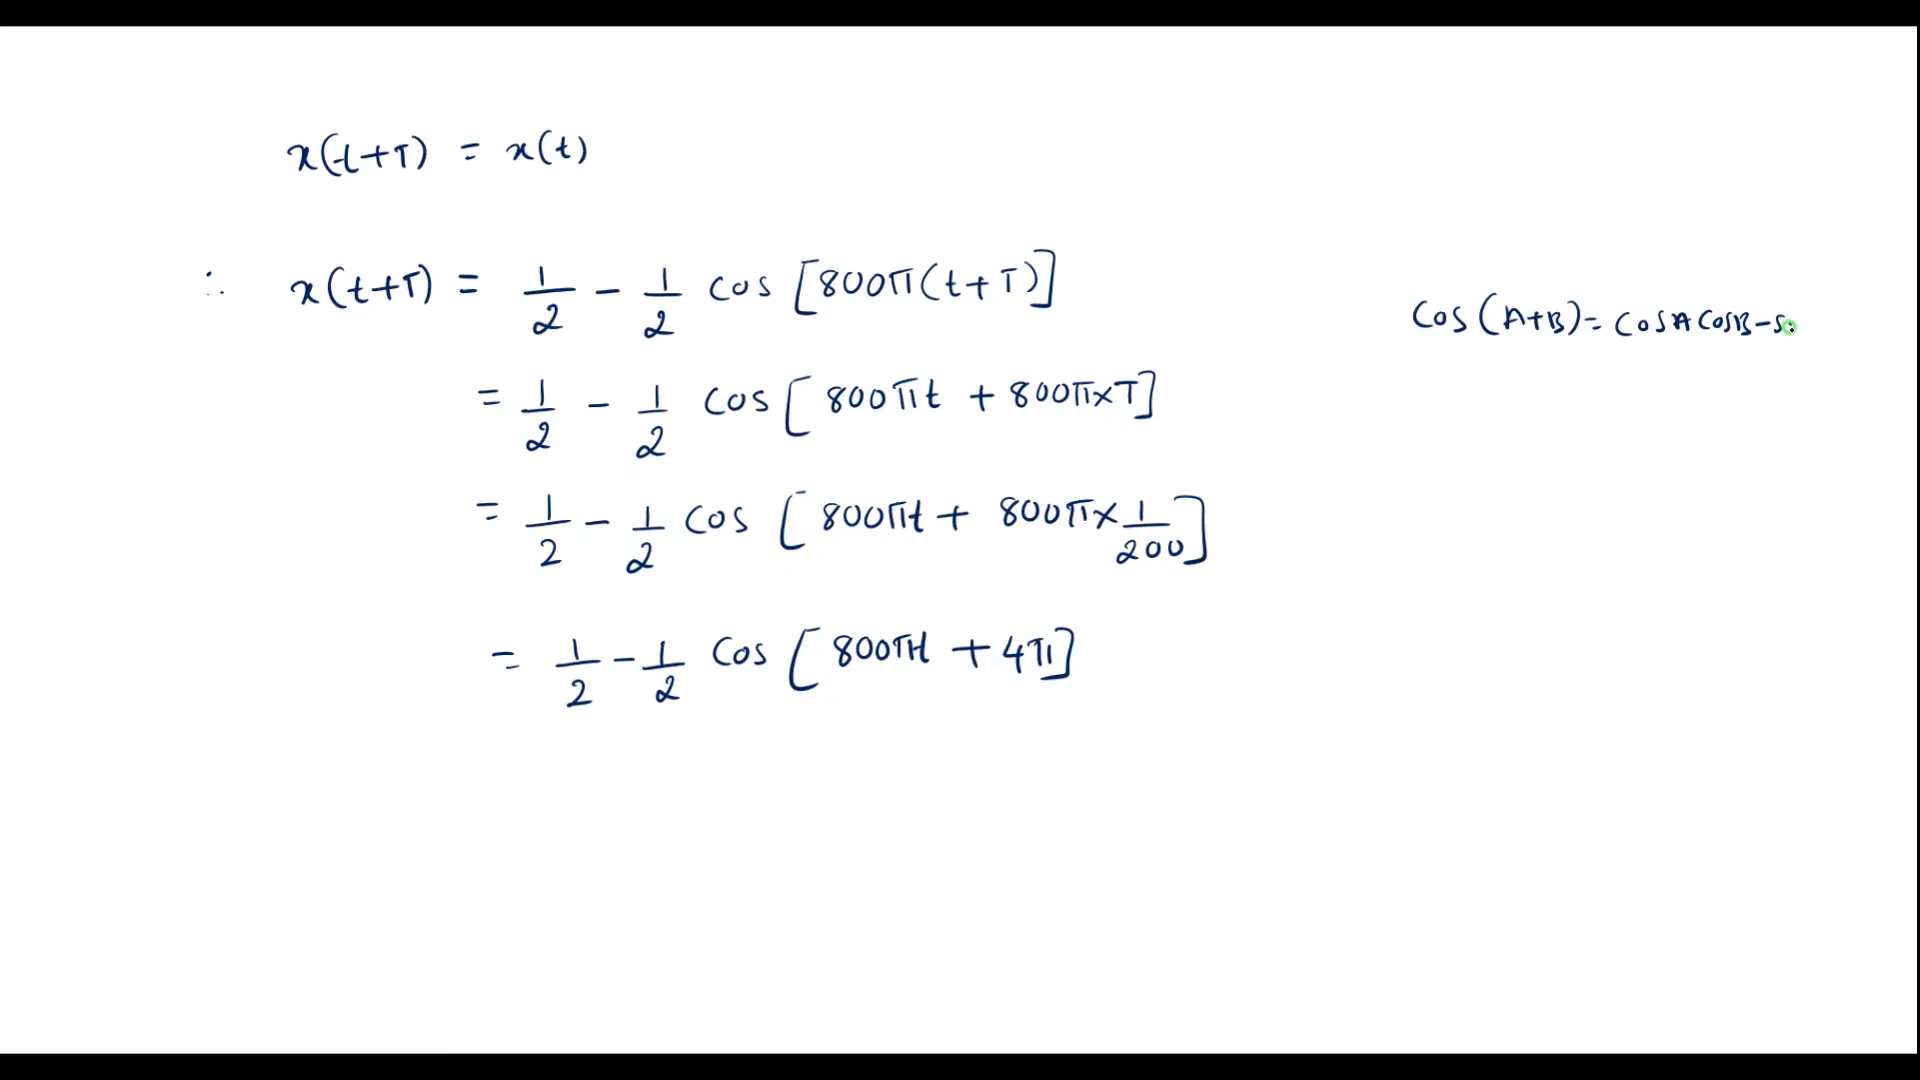 x(t+T) = x(t)
∴ x(t+T) = 1/2 - 1/2 cos [800π(t+T)]
cos (A+B) = cosA cosB - s
= 1/2 - 1/2 cos [800πt + 800π×T]
= 1/2 - 1/2 cos [800πt + 800π×1/200]
= 1/2 - 1/2 cos [800πt + 4π]